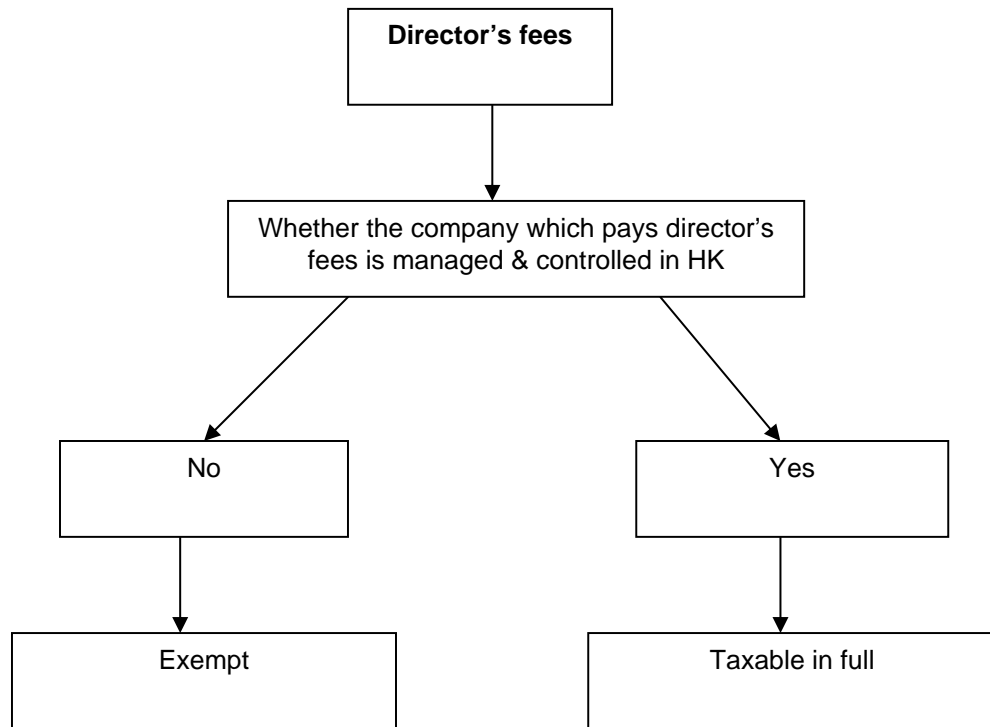 Director’s fees
Whether the company which pays director’s
fees is managed & controlled in HK
No
Yes
Exempt
Taxable in full